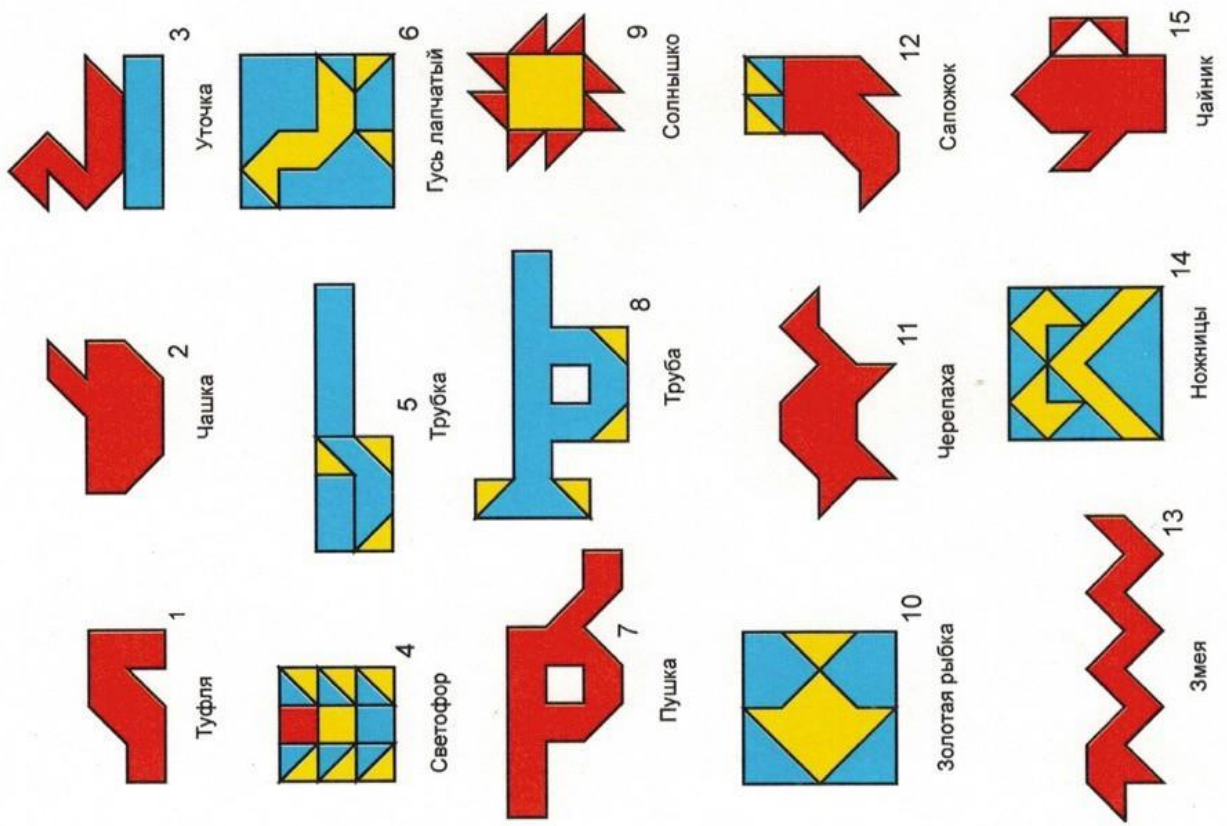 1
Туфля
2
Чашка
3
Уточка
4
Светофор
5
Трубка
6
Гусь лапчатый
7
Пушка
8
Труба
9
Солнышко
10
Золотая рыбка
11
Черепаха
12
Сапожок
13
Змея
14
Ножницы
15
Чайник